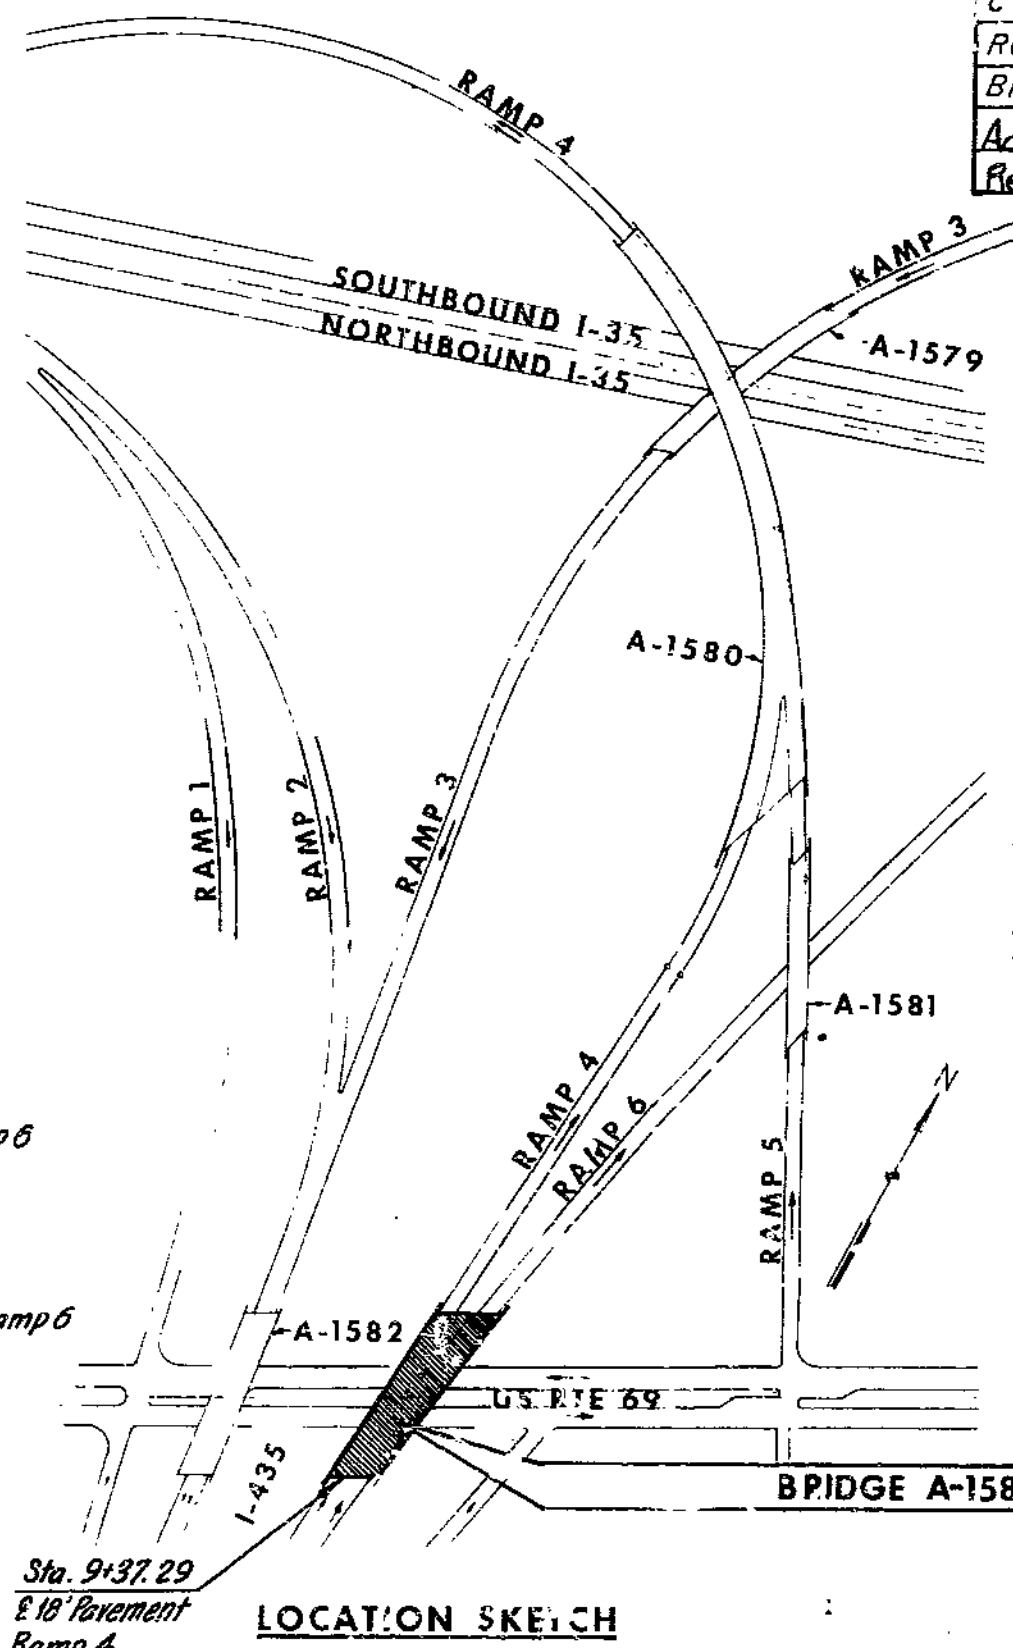 RAMP 4
RAMP 3
SOUTHBOUND I-35
NORTHBOUND I-35
A-1579
A-1580
RAMP 1
RAMP 2
RAMP 3
A-1581
N
RAMP 4
RAMP 6
RAMP 5
A-1582
US RTE 69
I-435
BRIDGE A-158
Sta. 9+37.29
℄ 18' Pavement
Ramp 4
LOCATION SKETCH